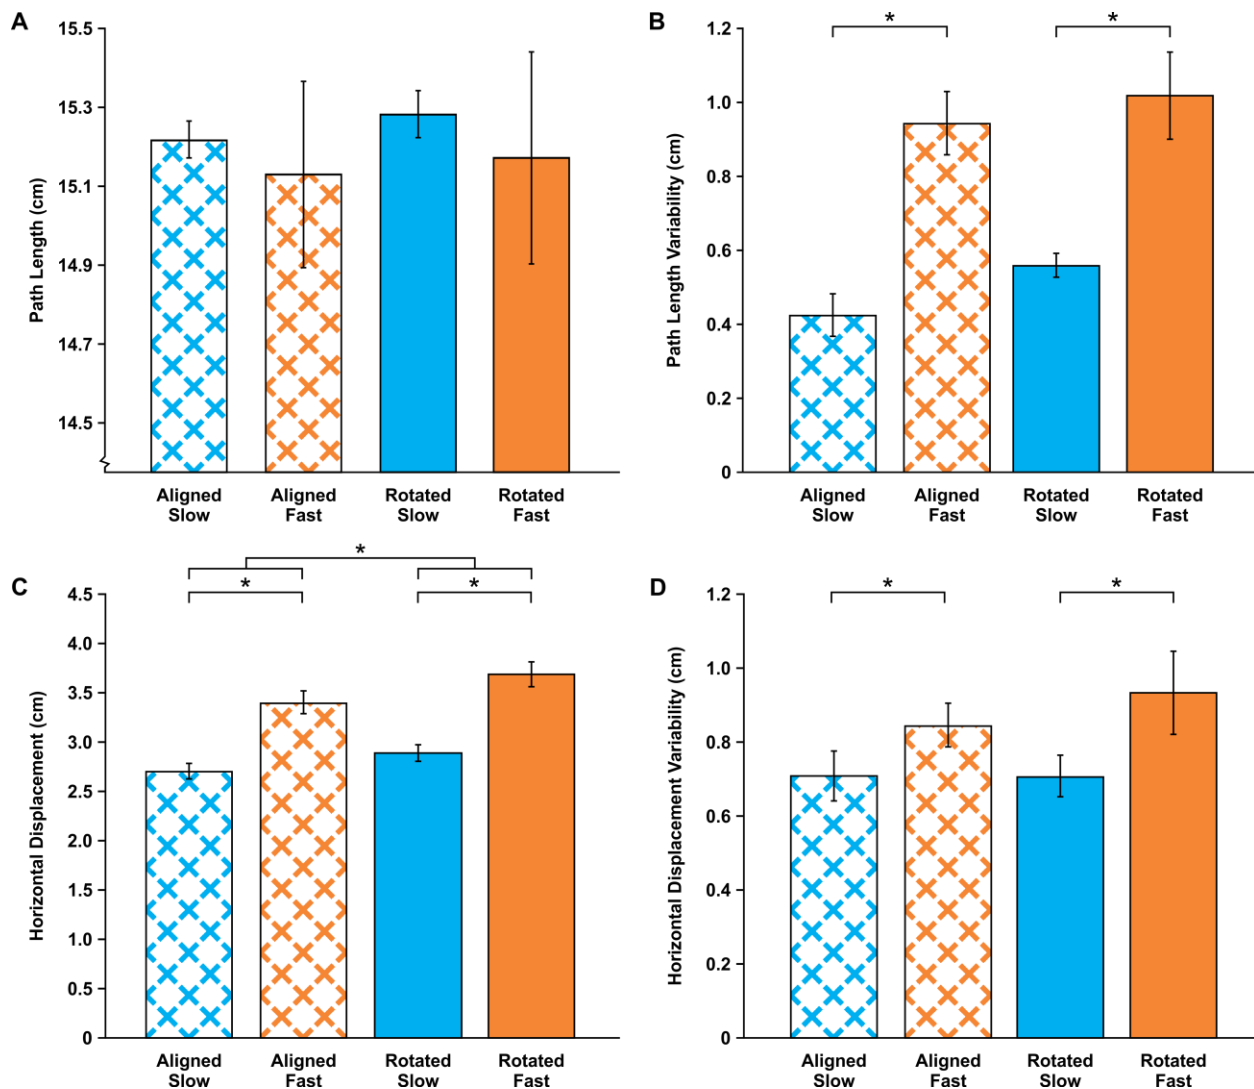 A
15.5
15.3
15.1
14.9
14.7
14.5
Path Length (cm)
Aligned Slow
Aligned Fast
Rotated Slow
Rotated Fast
B
*
*
1.2
1.0
0.8
0.6
0.4
0.2
0
Path Length Variability (cm)
Aligned Slow
Aligned Fast
Rotated Slow
Rotated Fast
C
*
*
*
4.5
4.0
3.5
3.0
2.5
2.0
1.5
1.0
0.5
0
Horizontal Displacement (cm)
Aligned Slow
Aligned Fast
Rotated Slow
Rotated Fast
D
*
*
1.2
1.0
0.8
0.6
0.4
0.2
0
Horizontal Displacement Variability (cm)
Aligned Slow
Aligned Fast
Rotated Slow
Rotated Fast